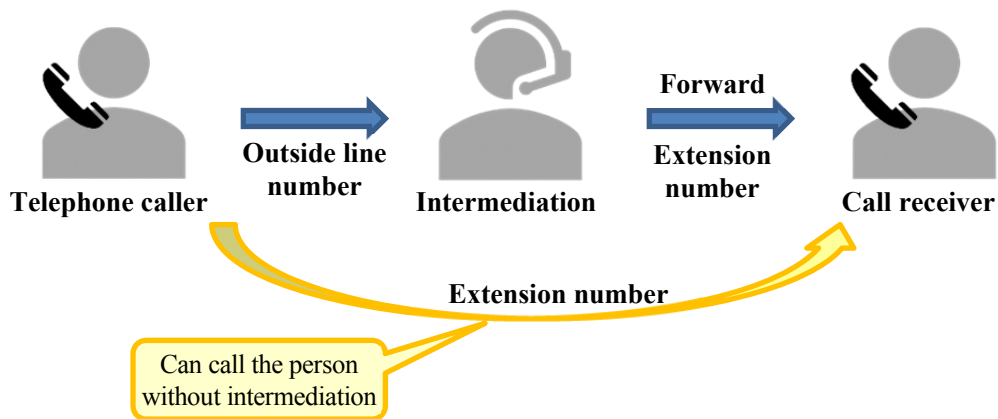 Forward
Outside line
number
Extension
number
Telephone caller
Intermediation
Call receiver
Extension number
Can call the person
without intermediation